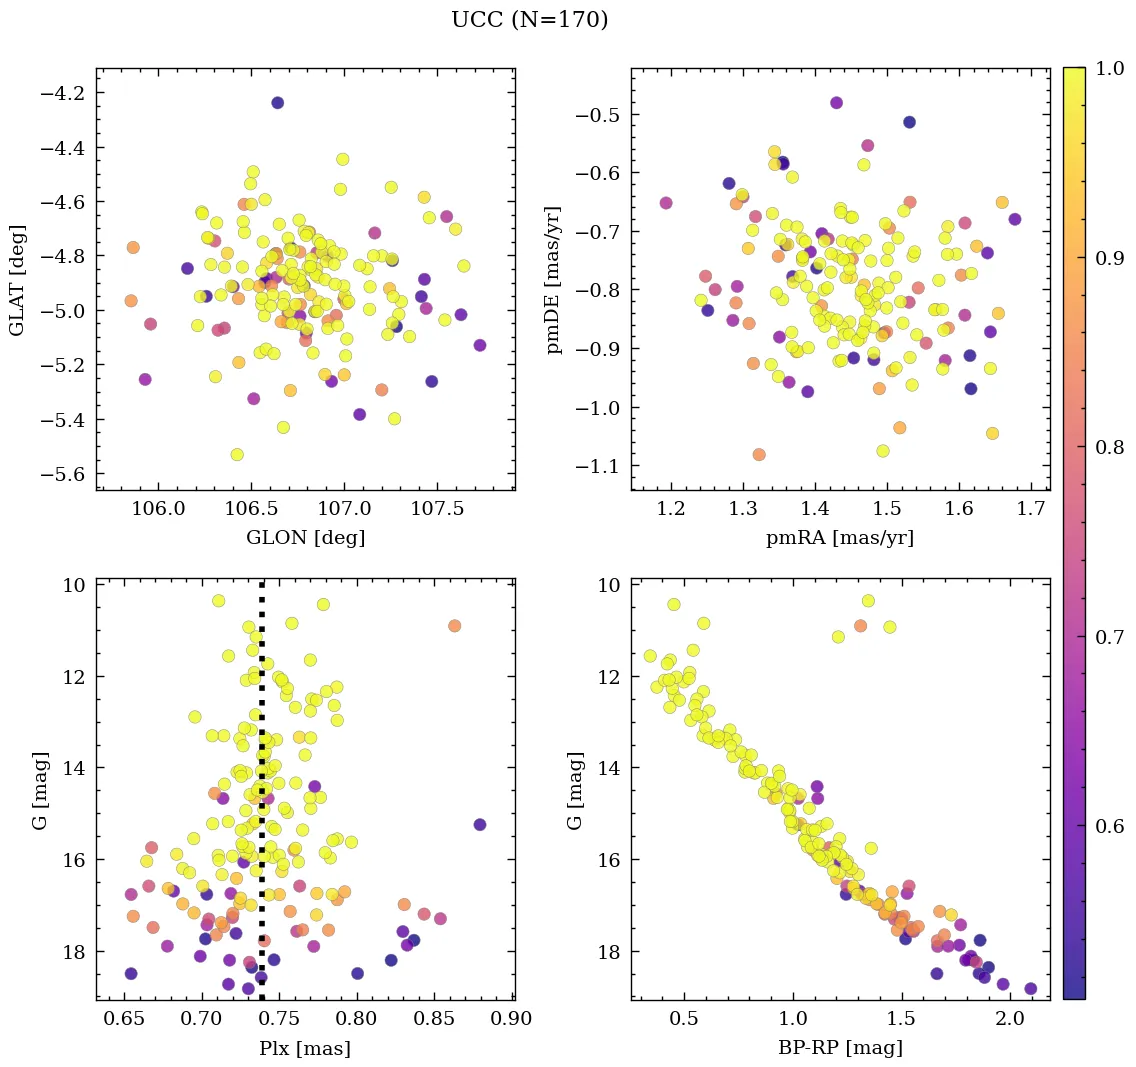 UCC (N=170)
−4.2
−4.4
−4.6
−4.8
−5.0
−5.2
−5.4
−5.6
GLAT [deg]
106.0 106.5 107.0 107.5
GLON [deg]
−0.5
−0.6
−0.7
−0.8
−0.9
−1.0
−1.1
pmDE [mas/yr]
1.2 1.3 1.4 1.5 1.6 1.7
pmRA [mas/yr]
1.0
0.9
0.8
0.7
0.6
10
12
14
16
18
G [mag]
0.65 0.70 0.75 0.80 0.85 0.90
Plx [mas]
10
12
14
16
18
G [mag]
0.5 1.0 1.5 2.0
BP-RP [mag]